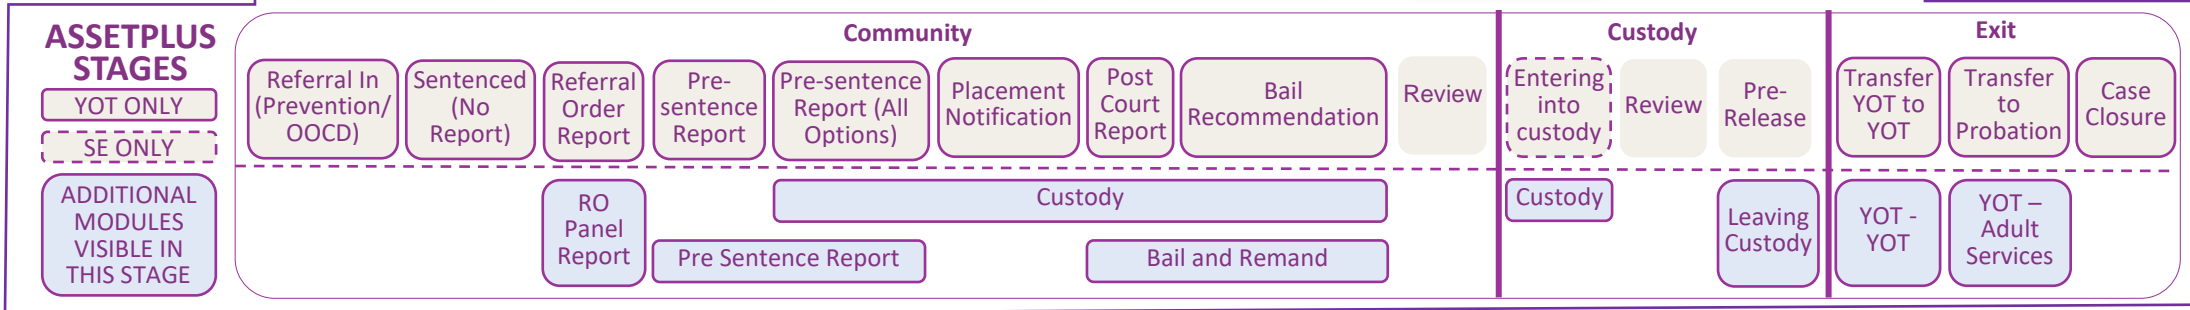 ASSETPLUS
STAGES
YOT ONLY
SE ONLY
ADDITIONAL
MODULES
VISIBLE IN
THIS STAGE
Community
Referral In
(Prevention/
OOCD)
Sentenced
(No
Report)
Referral
Order
Report
Pre-
sentence
Report
Pre-sentence
Report (All
Options)
Placement
Notification
Post
Court
Report
Bail
Recommendation
Review
RO
Panel
Report
Custody
Pre Sentence Report
Bail and Remand
Custody
Entering
into
custody
Review
Pre-
Release
Custody
Leaving
Custody
Exit
Transfer
YOT to
YOT
Transfer
to
Probation
Case
Closure
YOT -
YOT
YOT –
Adult
Services